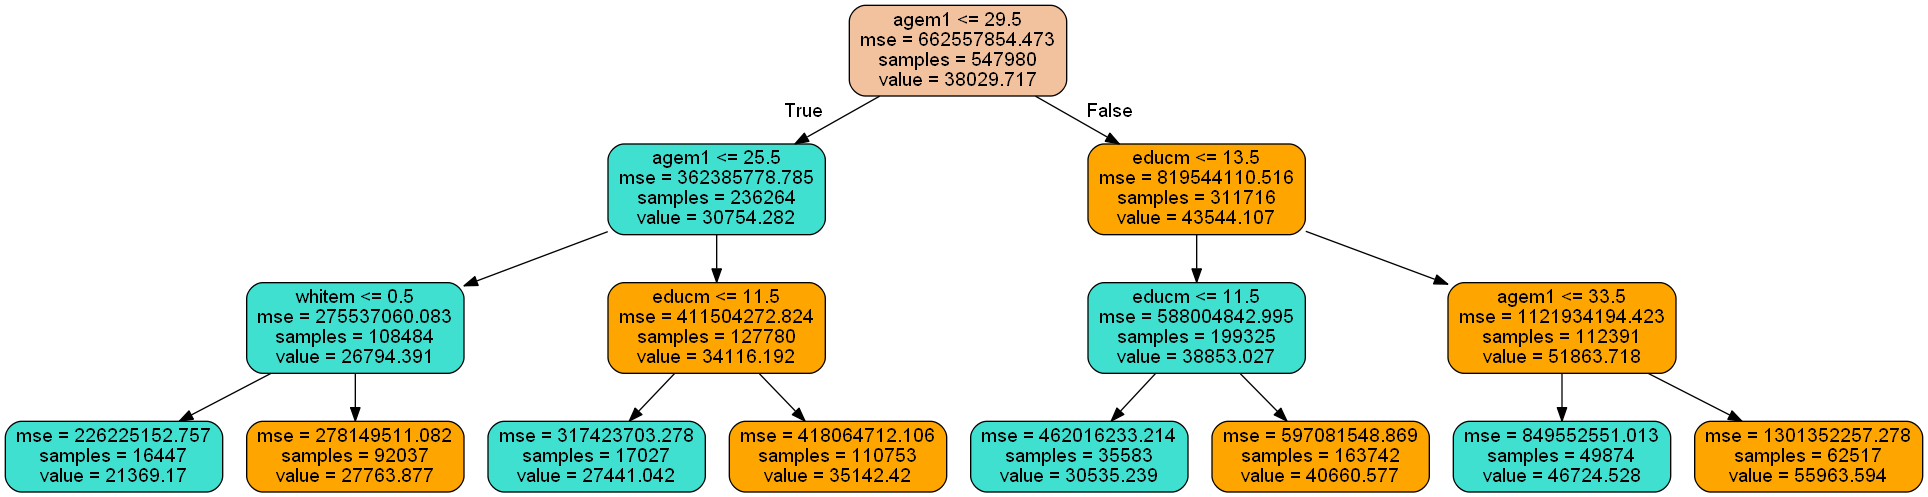 agem1 <= 29.5
mse = 662557854.473
samples = 547980
value = 38029.717
True
False
agem1 <= 25.5
mse = 362385778.785
samples = 236264
value = 30754.282
educm <= 13.5
mse = 819544110.516
samples = 311716
value = 43544.107
whitem <= 0.5
mse = 275537060.083
samples = 108484
value = 26794.391
educm <= 11.5
mse = 411504272.824
samples = 127780
value = 34116.192
educm <= 11.5
mse = 588004842.995
samples = 199325
value = 38853.027
agem1 <= 33.5
mse = 1121934194.423
samples = 112391
value = 51863.718
mse = 226225152.757
samples = 16447
value = 21369.17
mse = 278149511.082
samples = 92037
value = 27763.877
mse = 317423703.278
samples = 17027
value = 27441.042
mse = 418064712.106
samples = 110753
value = 35142.42
mse = 462016233.214
samples = 35583
value = 30535.239
mse = 597081548.869
samples = 163742
value = 40660.577
mse = 849552551.013
samples = 49874
value = 46724.528
mse = 1301352257.278
samples = 62517
value = 55963.594